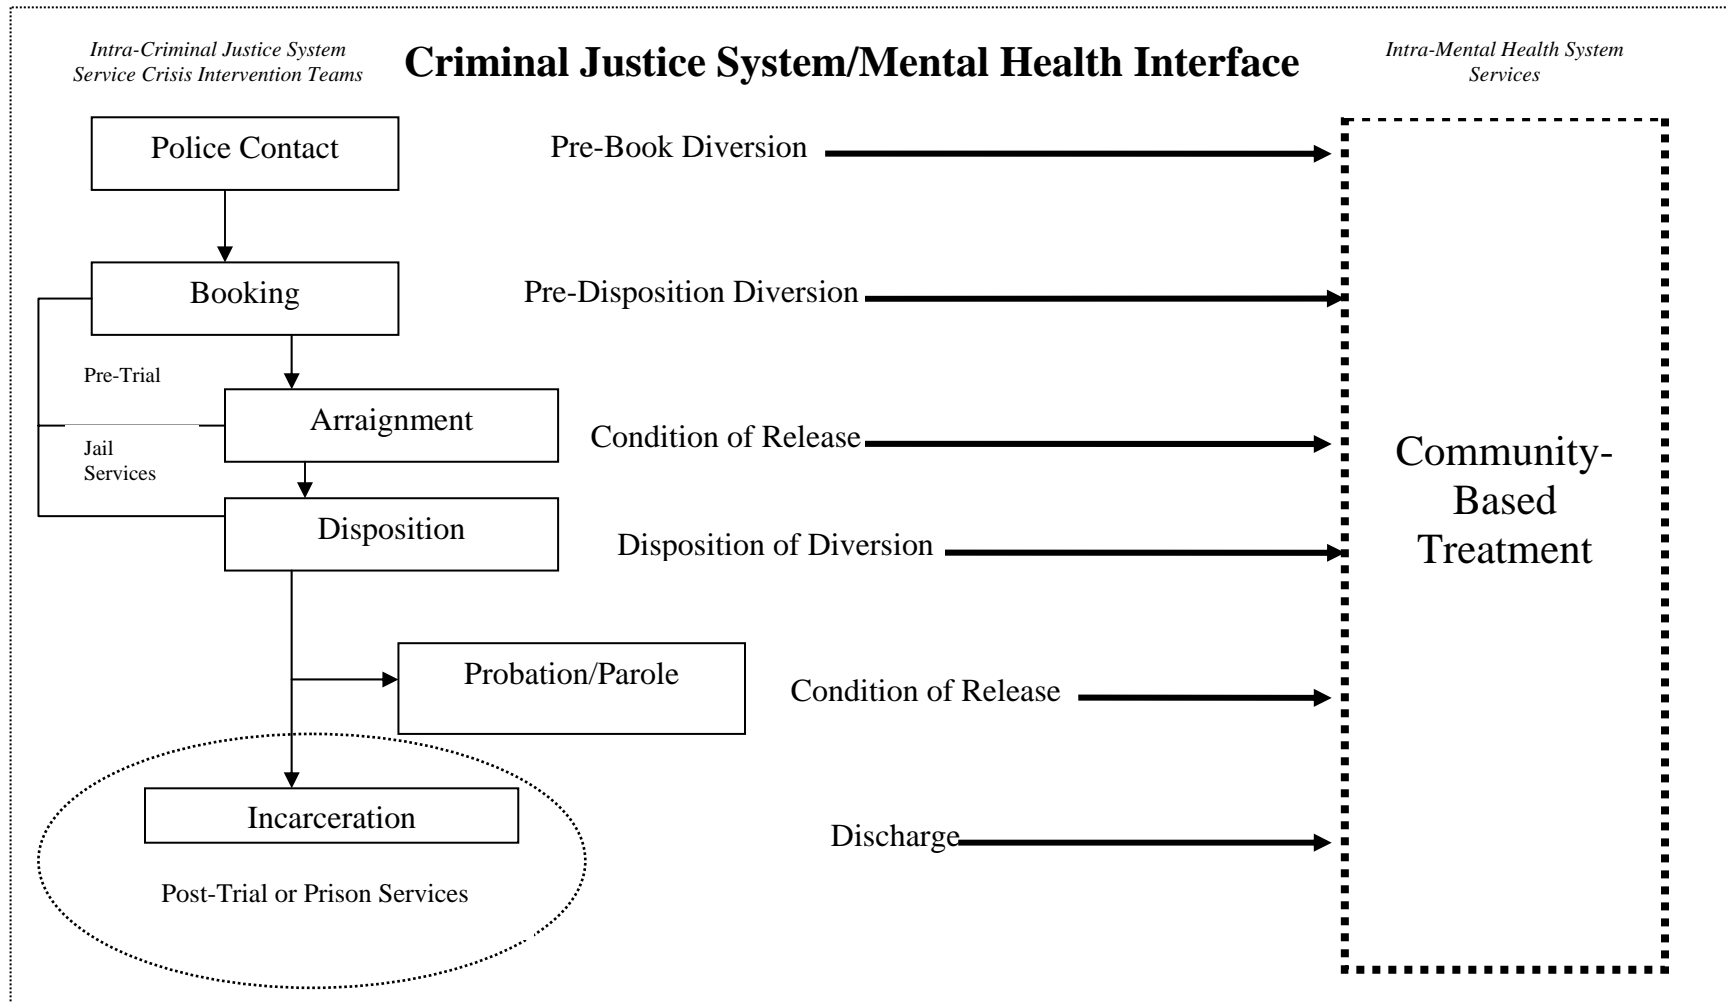 Intra-Criminal Justice System
Service Crisis Intervention Teams
Criminal Justice System/Mental Health Interface
Intra-Mental Health System
Services
Police Contact
Pre-Book Diversion
Booking
Pre-Disposition Diversion
Pre-Trial
Arraignment
Condition of Release
Jail
Services
Disposition
Disposition of Diversion
Community-
Based
Treatment
Probation/Parole
Condition of Release
Incarceration
Discharge
Post-Trial or Prison Services